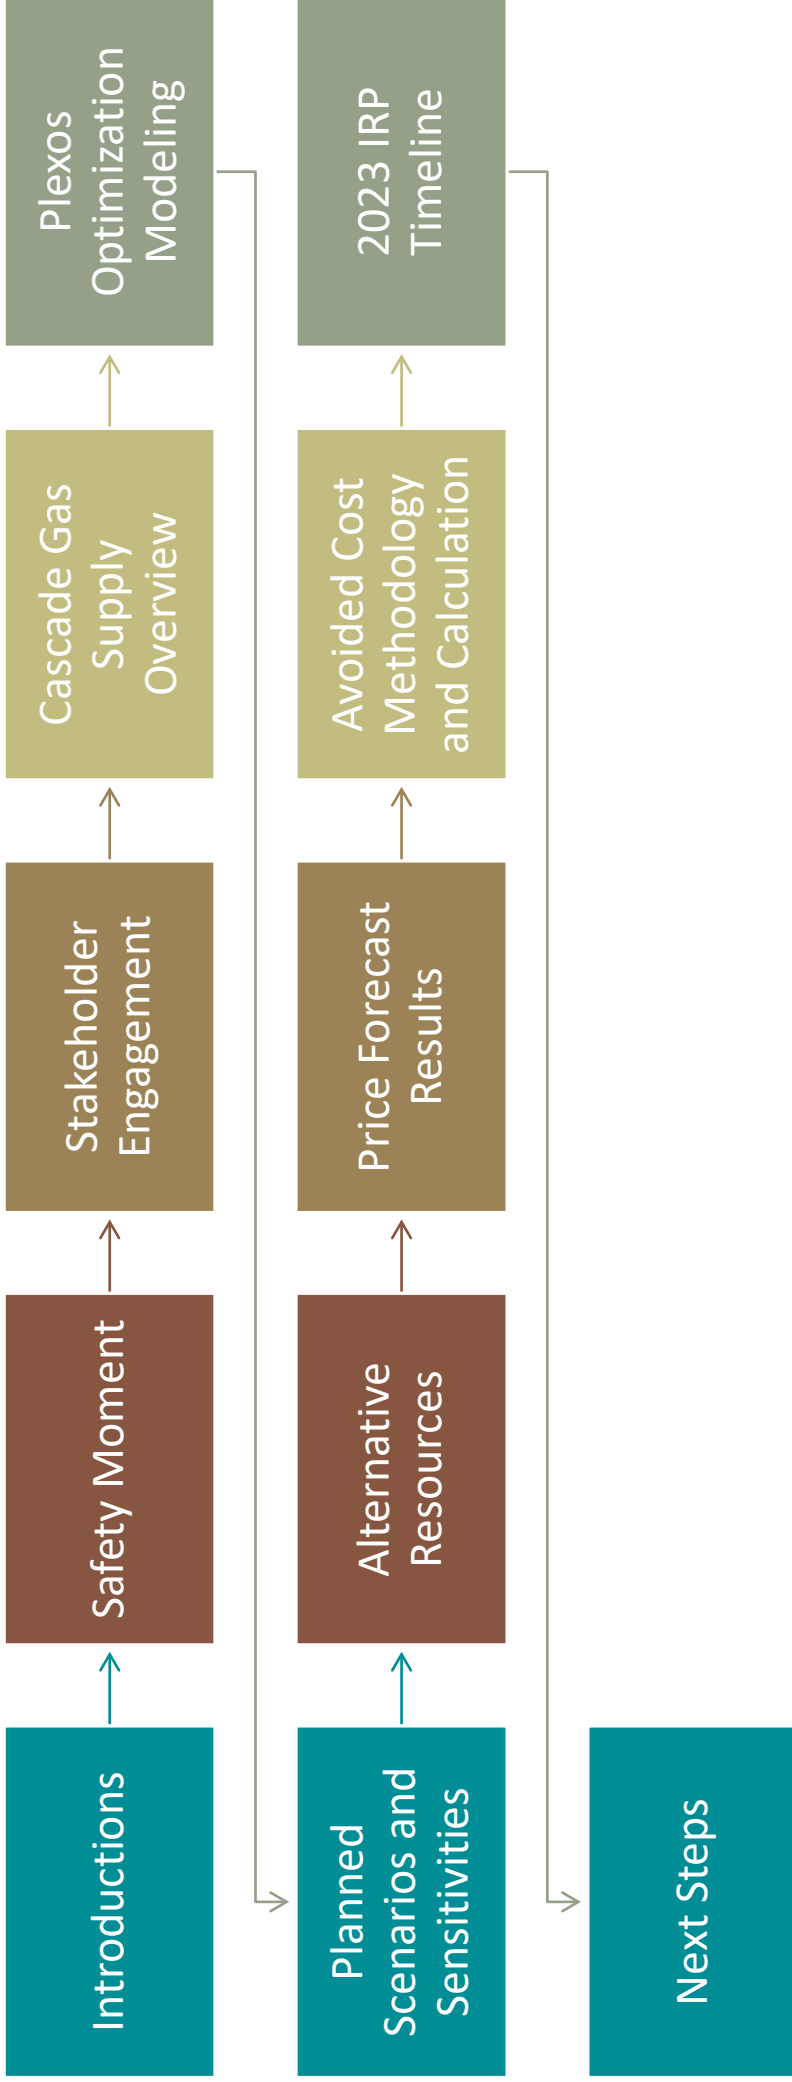 Introductions
Safety Moment
Stakeholder
Engagement
Cascade Gas
Supply
Overview
Plexos
Optimization
Modeling
Planned
Scenarios and
Sensitivities
Alternative
Resources
Price Forecast
Results
Avoided Cost
Methodology
and Calculation
2023 IRP
Timeline
Next Steps